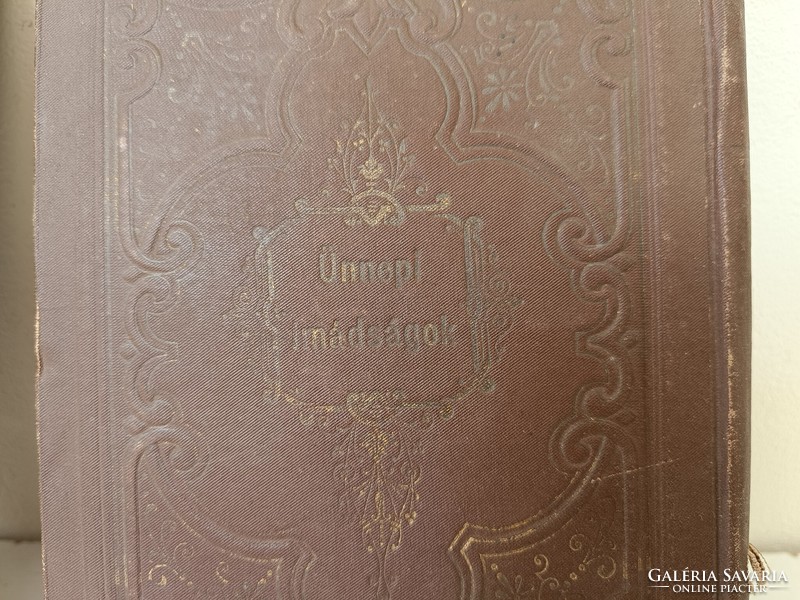 Ünnepi
Imádságok
GALÉRIA SAVARIA
ONLINE PIACTÉR